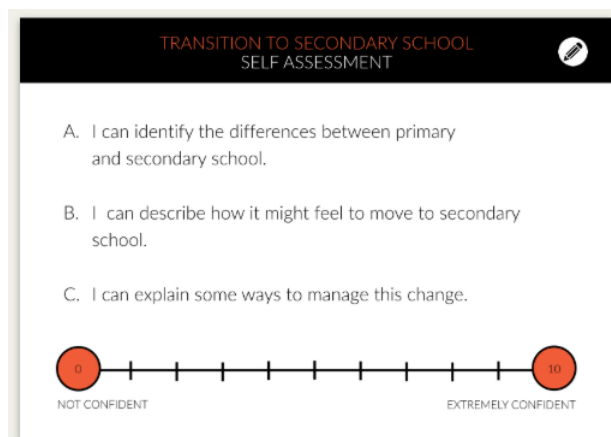 TRANSITION TO SECONDARY SCHOOL
SELF ASSESSMENT
A. I can identify the differences between primary
and secondary school.
B. I can describe how it might feel to move to secondary
school.
C. I can explain some ways to manage this change.
0 10
NOT CONFIDENT EXTREMELY CONFIDENT